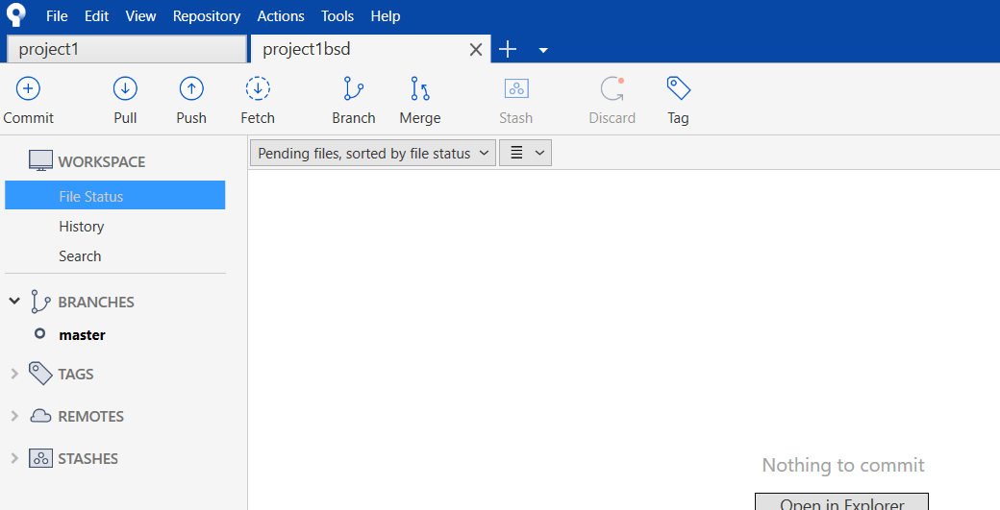 File Edit View Repository Actions Tools Help
project1 project1bsd
Commit Pull Push Fetch Branch Merge Stash Discard Tag
WORKSPACE
Pending files, sorted by file status
File Status
History
Search
BRANCHES
master
TAGS
REMOTES
STASHES
Nothing to commit
Open in Explorer